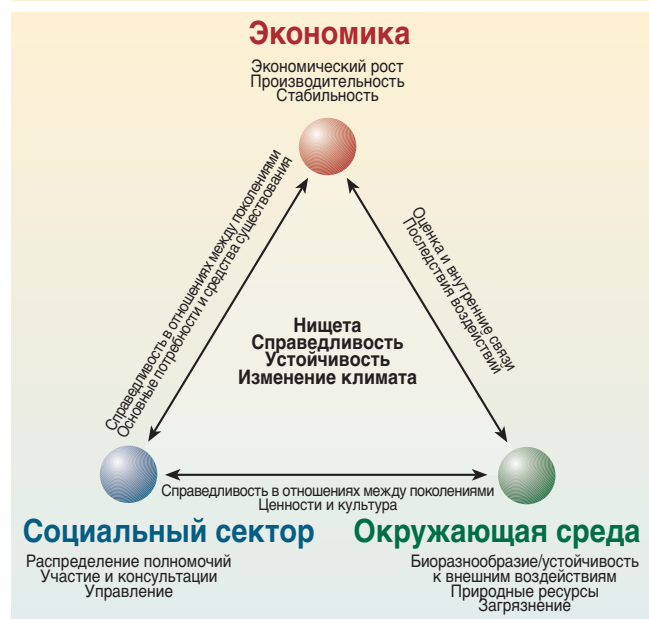 Экономика
Экономический рост
Производительность
Стабильность
Справедливость в отношениях между поколениями
Основные потребности и средства существования
Оценка и внутренние связи
Последствия воздействий
Нищета
Справедливость
Устойчивость
Изменение климата
Справедливость в отношениях между поколениями
Ценности и культура
Социальный сектор
Распределение полномочий
Участие и консультации
Управление
Окружающая среда
Биоразнообразие/устойчивость
к внешним воздействиям
Природные ресурсы
Загрязнение